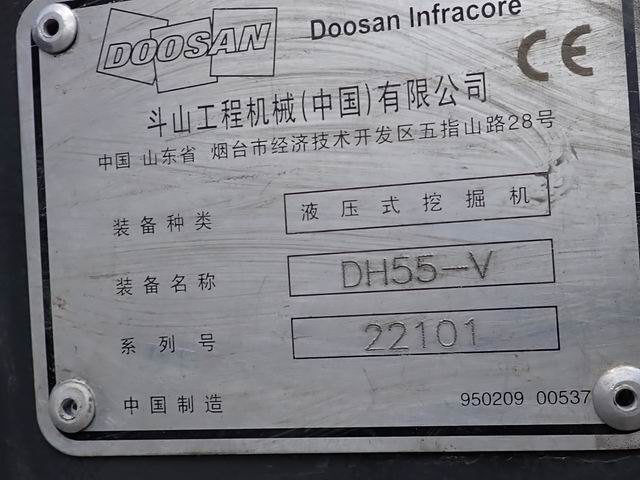 DOOSAN Doosan Infracore CE
斗山工程机械(中国)有限公司
中国 山东省 烟台市经济技术开发区五指山路28号
装备种类 液压式挖掘机
装备名称 DH55-V
系列号 22101
中国制造 950209 00537